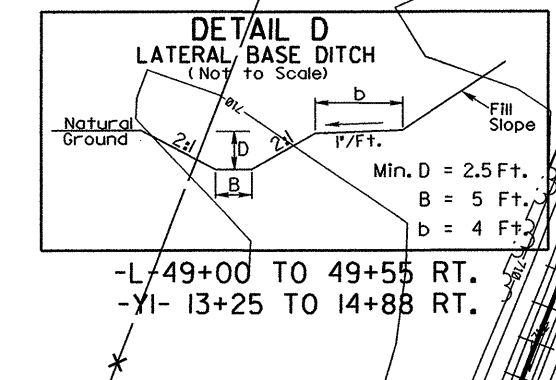 DETAIL D
LATERAL BASE DITCH
(Not to Scale)
710
b
Natural
Ground
2:1
D
2:1
1"/Ft.
Fill
Slope
B
Min. D = 2.5 Ft.
B = 5 Ft.
b = 4 Ft.
710
-L-49+00 TO 49+55 RT.
-Y1- 13+25 TO 14+88 RT.